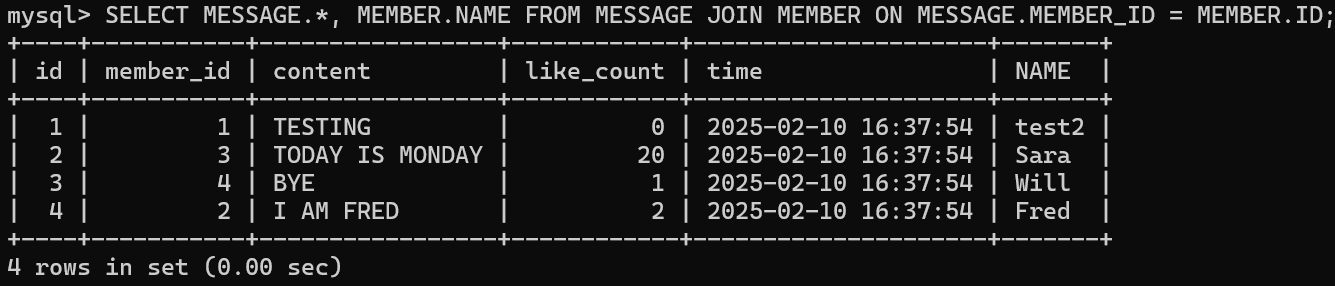 mysql> SELECT MESSAGE.*, MEMBER.NAME FROM MESSAGE JOIN MEMBER ON MESSAGE.MEMBER_ID = MEMBER.ID;
+----+-----------+-----------------+------------+---------------------+-------+
| id | member_id | content         | like_count | time                | NAME  |
+----+-----------+-----------------+------------+---------------------+-------+
|  1 |         1 | TESTING         |          0 | 2025-02-10 16:37:54 | test2 |
|  2 |         3 | TODAY IS MONDAY |         20 | 2025-02-10 16:37:54 | Sara  |
|  3 |         4 | BYE             |          1 | 2025-02-10 16:37:54 | Will  |
|  4 |         2 | I AM FRED       |          2 | 2025-02-10 16:37:54 | Fred  |
+----+-----------+-----------------+------------+---------------------+-------+
4 rows in set (0.00 sec)